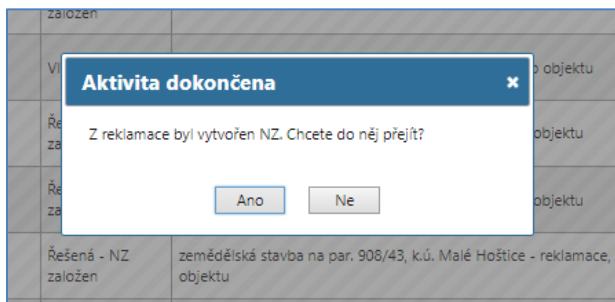 založen
Aktivita dokončena
objektu
Z reklamace byl vytvořen NZ. Chcete do něj přejít?
objektu
Ano
Ne
objektu
Řešená - NZ
založen
zemědělská stavba na par. 908/43, k.ú. Malé Hoštice - reklamace,
objektu